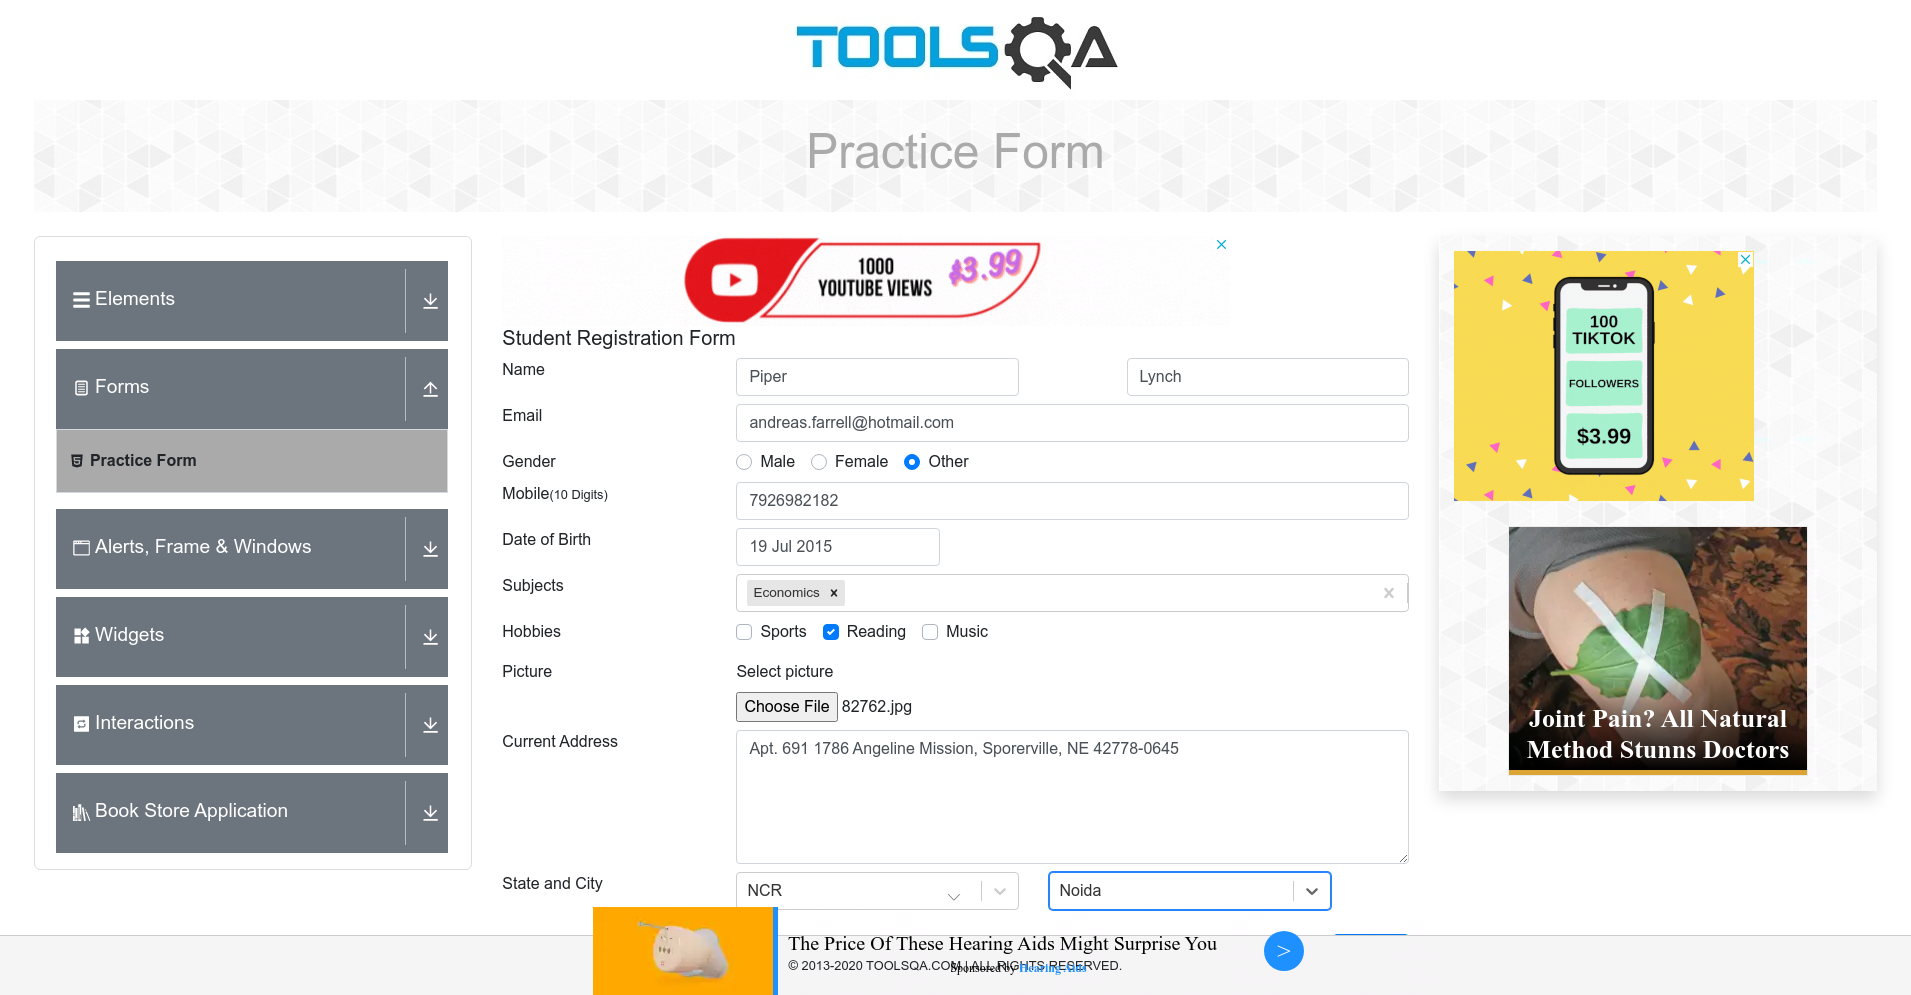 TOOLSQA
Practice Form
Elements
Forms
Practice Form
Alerts, Frame & Windows
Widgets
Interactions
Book Store Application
1000
YOUTUBE VIEWS
$3.99
Student Registration Form
Name
Piper
Lynch
Email
andreas.farrell@hotmail.com
Gender
Male
Female
Other
Mobile(10 Digits)
7926982182
Date of Birth
19 Jul 2015
Subjects
Economics
Hobbies
Sports
Reading
Music
Picture
Select picture
Choose File 82762.jpg
Current Address
Apt. 691 1786 Angeline Mission, Sporerville, NE 42778-0645
State and City
NCR
Noida
100
TIKTOK
FOLLOWERS
$3.99
Joint Pain? All Natural
Method Stunns Doctors
The Price Of These Hearing Aids Might Surprise You
>
© 2013-2020 TOOLSQA.COM | ALL RIGHTS RESERVED.
Sponsored by Hearing Aids